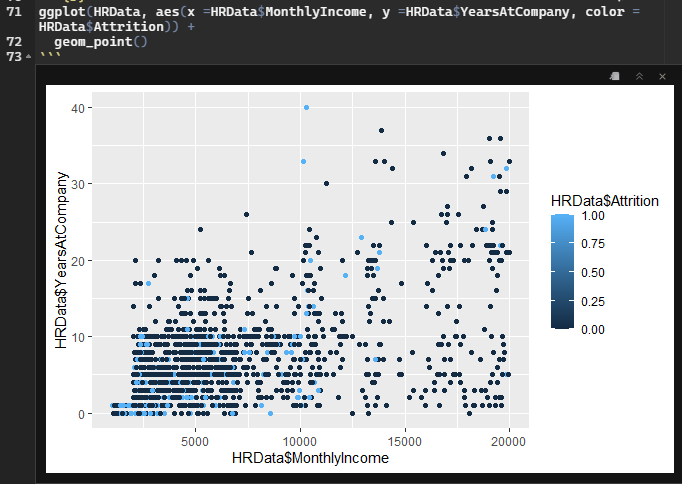 71 ggplot(HRData, aes(x =HRData$MonthlyIncome, y =HRData$YearsAtCompany, color =
HRData$Attrition)) +
72 geom_point()
73 ```
40
30
20
10
0
HRData$YearsAtCompany
5000 10000 15000 20000
HRData$MonthlyIncome
HRData$Attrition
1.00
0.75
0.50
0.25
0.00